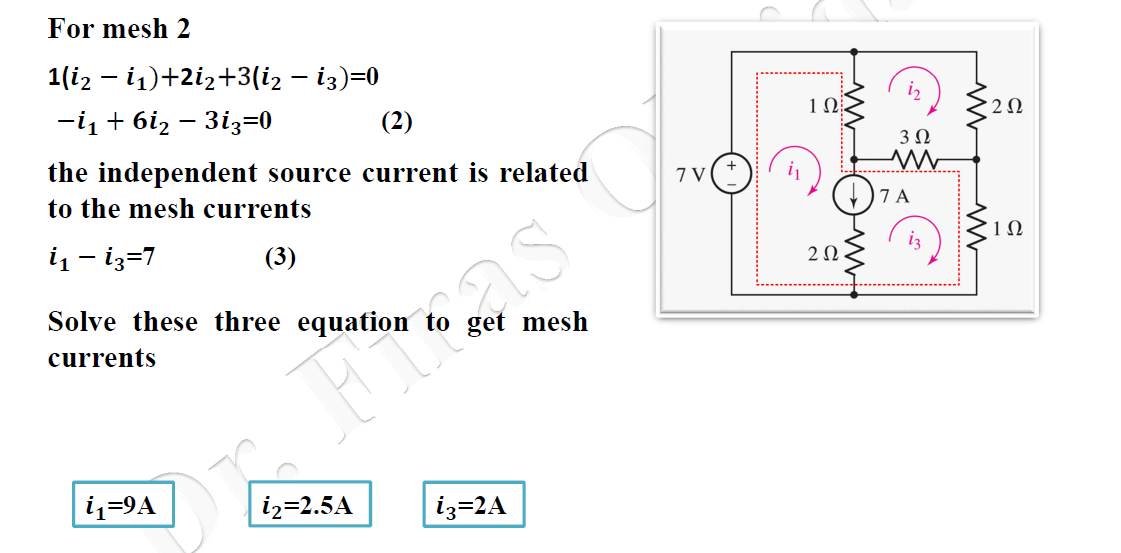 For mesh 2
1(i₂ − i₁)+2i₂+3(i₂ − i₃)=0
−i₁ + 6i₂ − 3i₃=0 (2)
the independent source current is related
to the mesh currents
i₁ − i₃=7 (3)
Solve these three equation to get mesh
currents
i₁=9A i₂=2.5A i₃=2A
i₂
1 Ω 2 Ω
3 Ω
7 V + − i₁
7 A
i₃ 1 Ω
2 Ω
Dr. Firas O